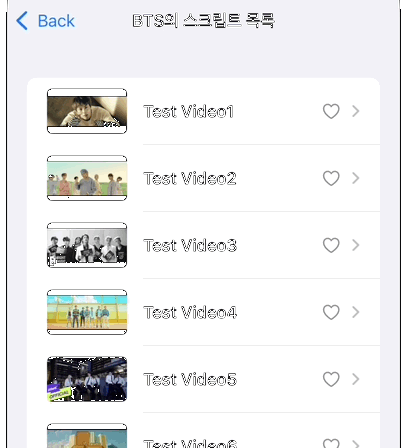 Back
BTS의 스크립트 목록
Test Video1
Test Video2
Test Video3
Test Video4
Test Video5
OFFICIAL
Test Video6